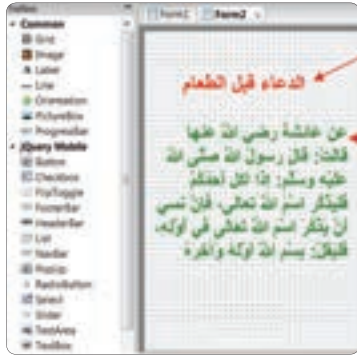 Form1 Form2
Common
Grid
Image
Label
Line
Orientation
PictureBox
ProgressBar
jQuery Mobile
Button
Checkbox
FlipToggle
FooterBar
HeaderBar
List
NavBar
PopUp
RadioButton
Select
Slider
TextArea
TextBox
الدعاء قبل الطعام
عن عائشة رضي الله عنها
قالت: قال رسول الله صلَّى الله
عليه وسلَّم: إذا أكل أحدكم
فليذكر اسم الله تعالى، فإن نسي
أن يذكر اسم الله تعالى في أوله،
فليقل: بسم الله أوله وآخره